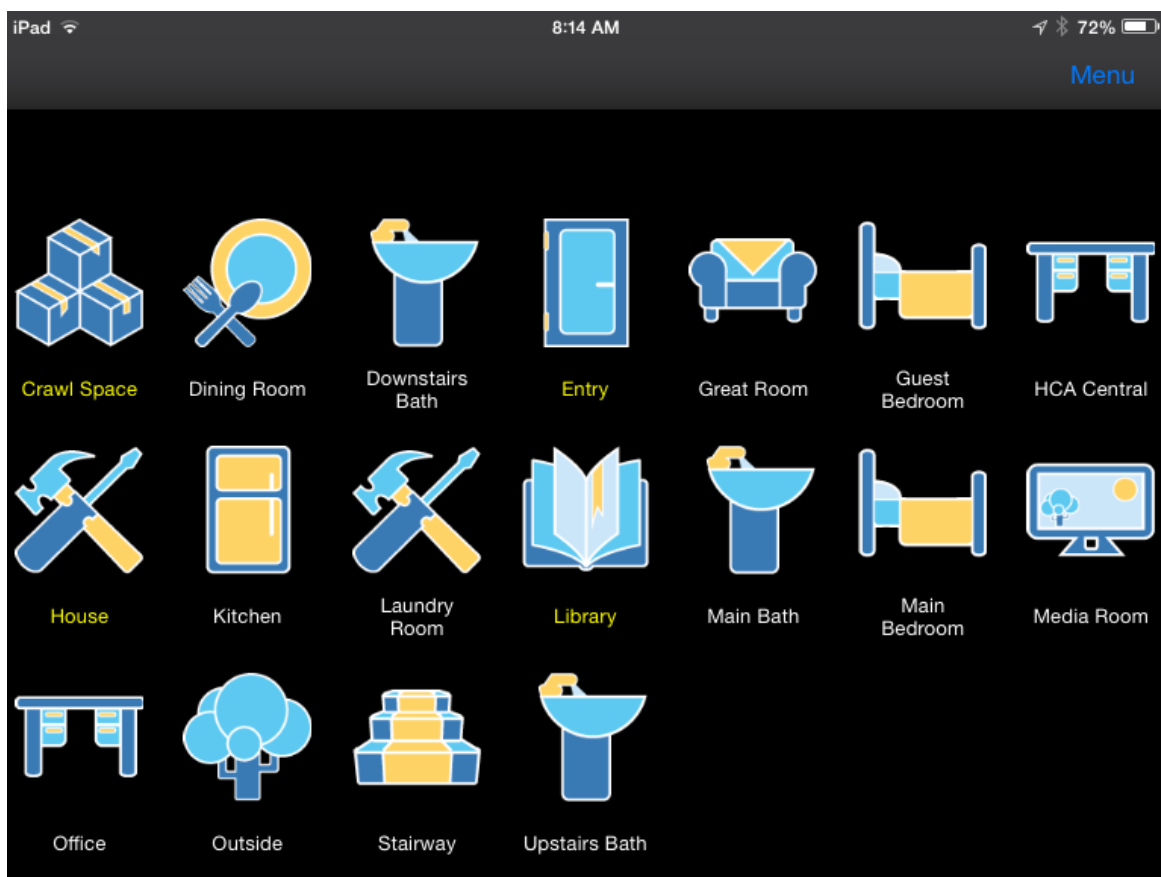 iPad 8:14 AM 72%
Menu
Crawl Space
Dining Room
Downstairs
Bath
Entry
Great Room
Guest
Bedroom
HCA Central
House
Kitchen
Laundry
Room
Library
Main Bath
Main
Bedroom
Media Room
Office
Outside
Stairway
Upstairs Bath